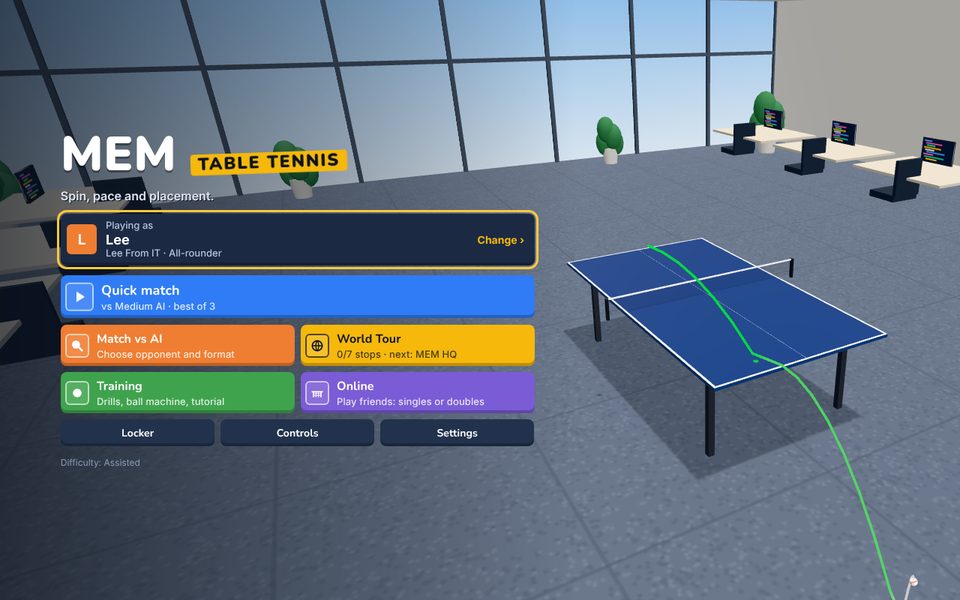 MEM
TABLE TENNIS
Spin, pace and placement.
L
Playing as
Lee
Lee From IT · All-rounder
Change ›
Quick match
vs Medium AI · best of 3
Match vs AI
Choose opponent and format
World Tour
0/7 stops · next: MEM HQ
Training
Drills, ball machine, tutorial
Online
Play friends: singles or doubles
Locker
Controls
Settings
Difficulty: Assisted